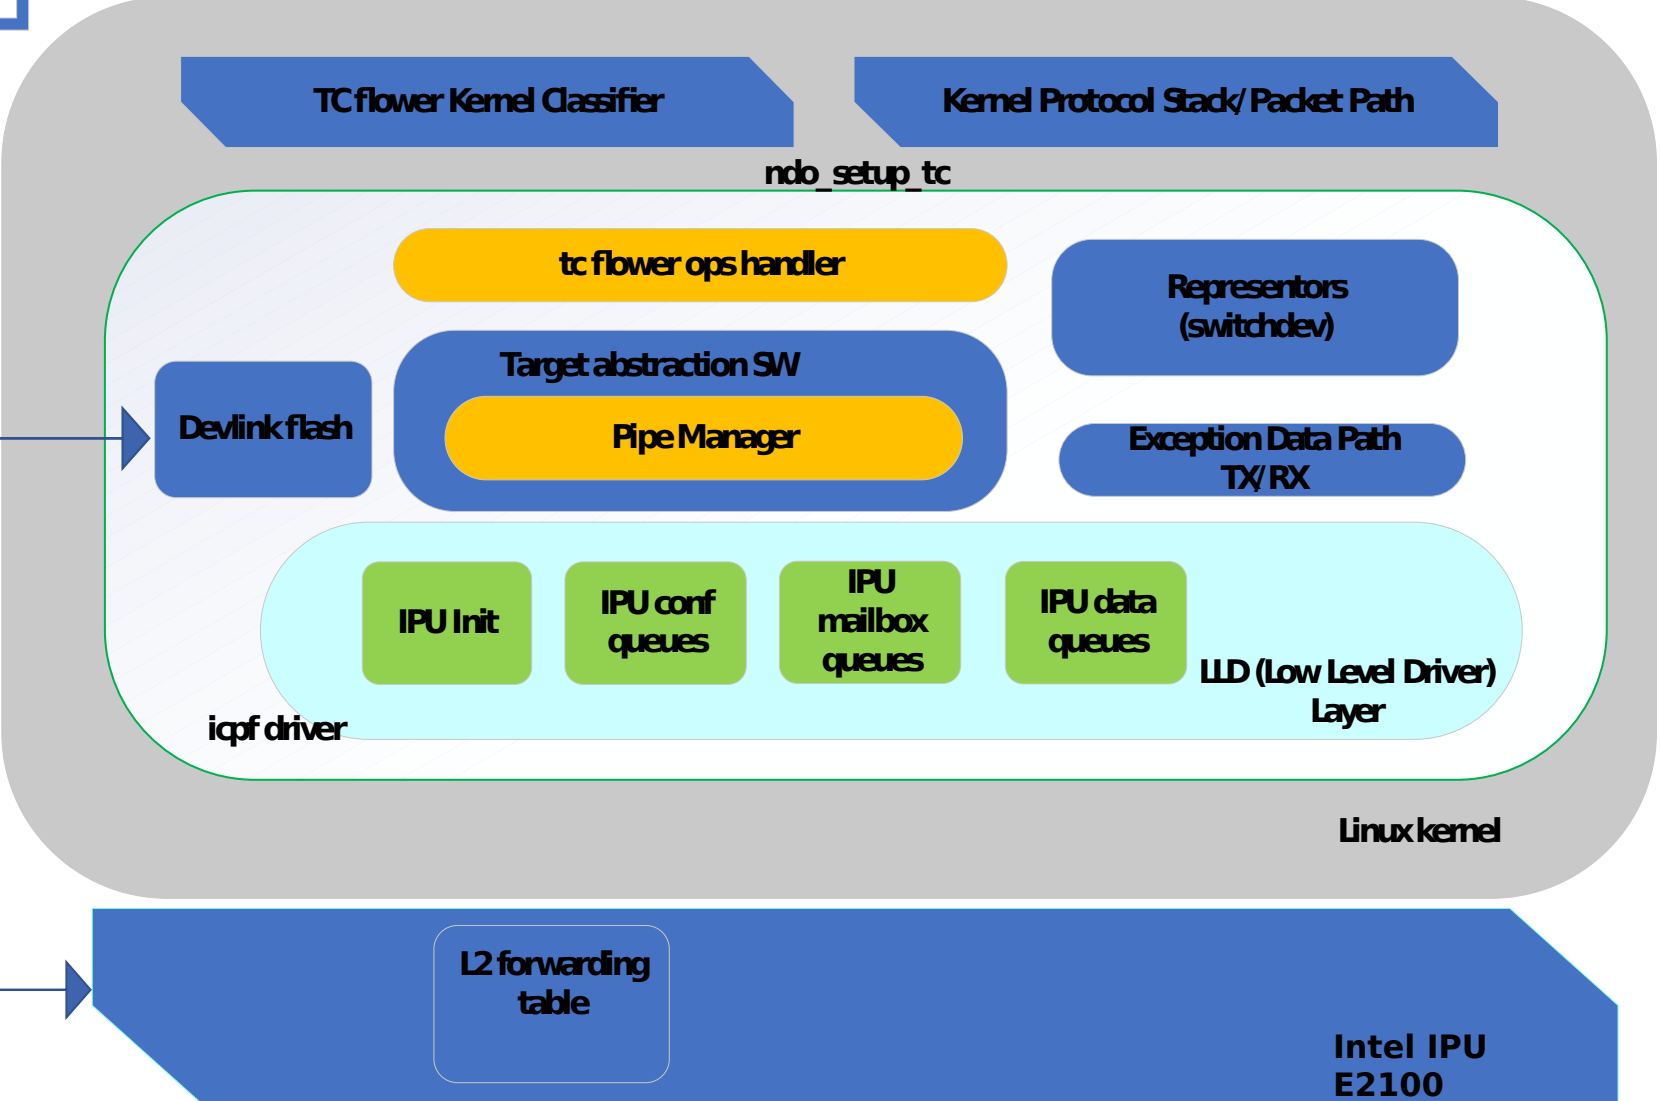 TC flower Kernel Classifier
Kernel Protocol Stack/Packet Path
ndo_setup_tc
tc flower ops handler
Representors
(switchdev)
Target abstraction SW
Devlink flash
Pipe Manager
Exception Data Path
TX/RX
IPU Init
IPU conf
queues
IPU
mailbox
queues
IPU data
queues
LLD (Low Level Driver)
Layer
icpf driver
Linux kernel
L2 forwarding
table
Intel IPU
E2100